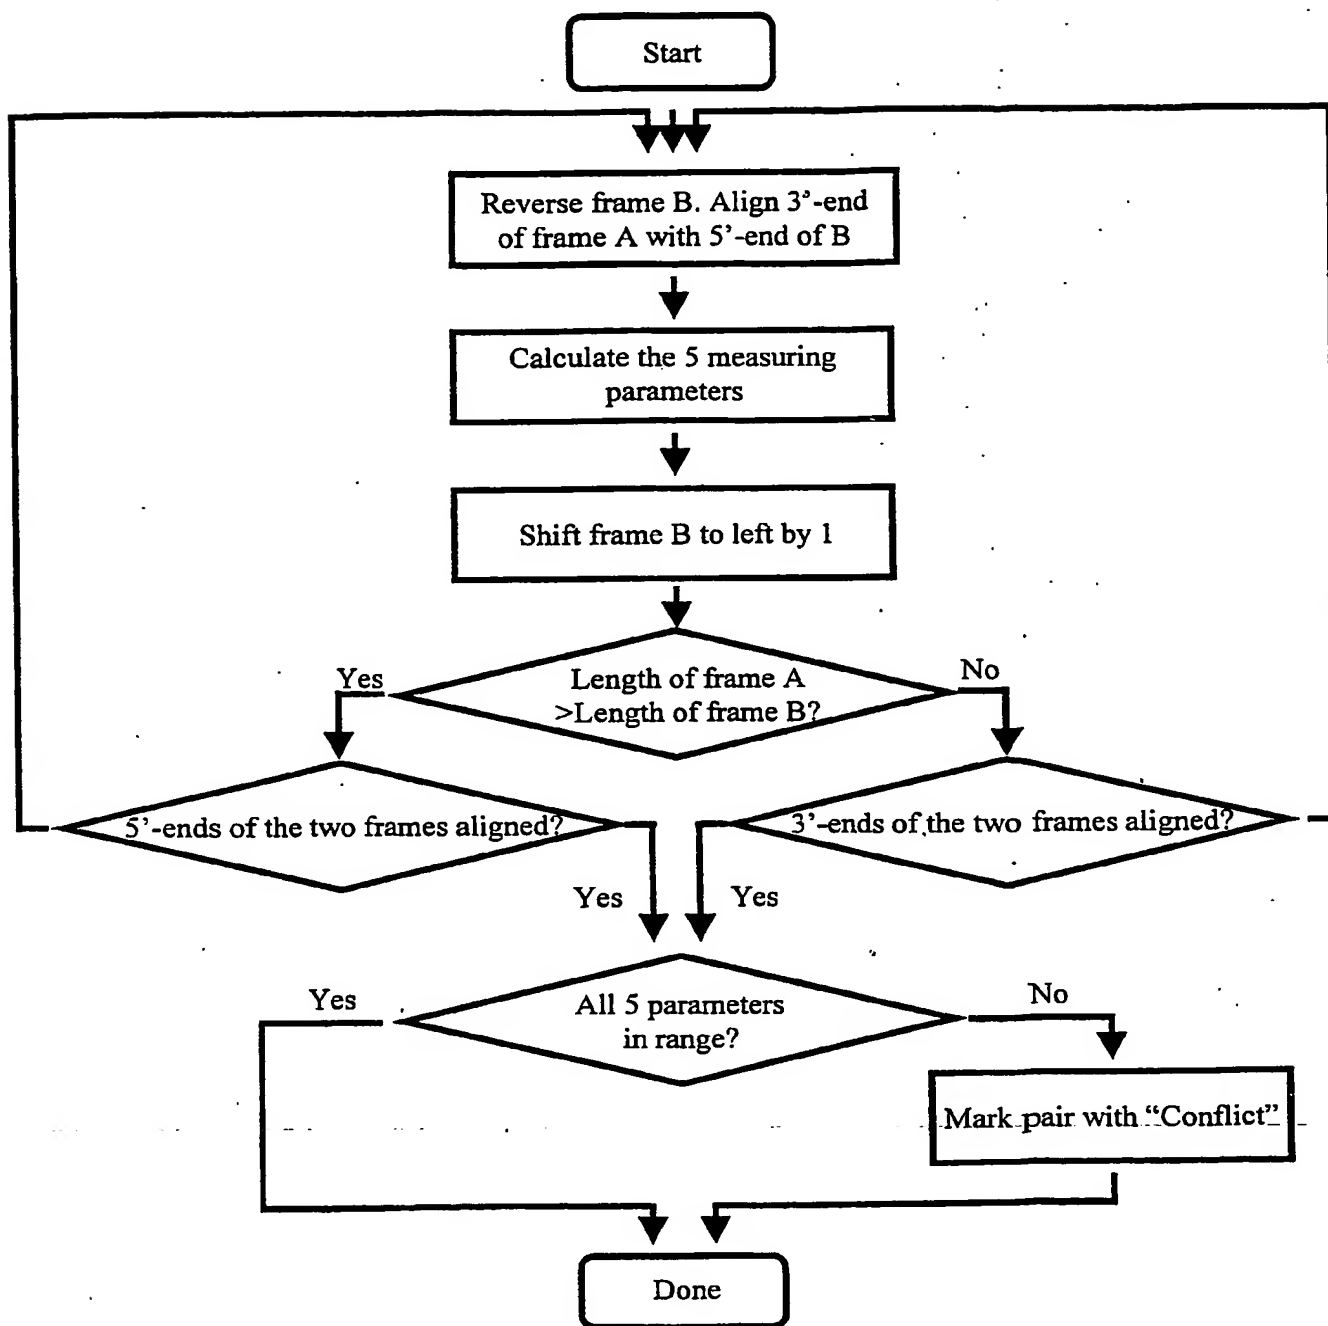 Start
Reverse frame B. Align 3'-end
of frame A with 5'-end of B
Calculate the 5 measuring
parameters
Shift frame B to left by 1
Yes
Length of frame A
>Length of frame B?
No
5'-ends of the two frames aligned?
3'-ends of the two frames aligned?
Yes
Yes
Yes
All 5 parameters
in range?
No
Mark pair with “Conflict”
Done